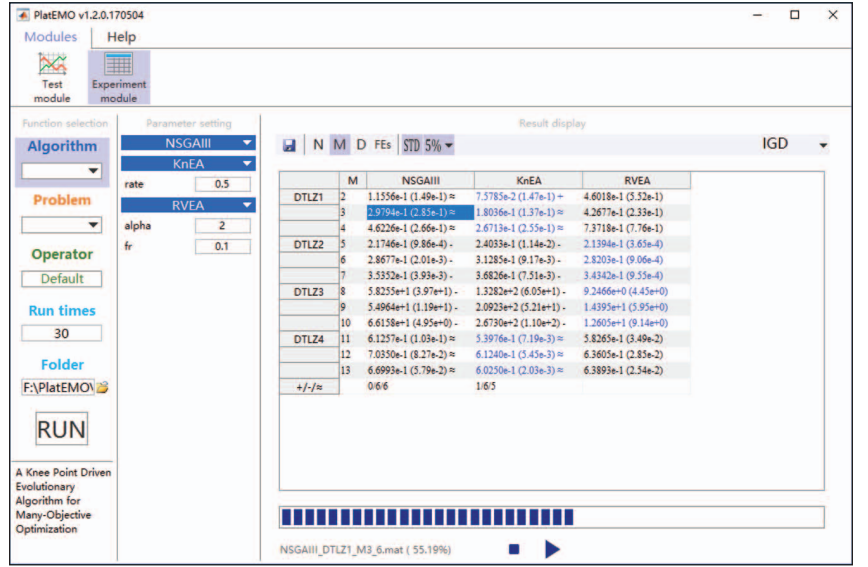 PlatEMO v1.2.0.170504
Modules Help
Test module
Experiment module
Function selection
Algorithm
Problem
Operator
Default
Run times
30
Folder
F:\PlatEMO\
RUN
A Knee Point Driven
Evolutionary
Algorithm for
Many-Objective
Optimization
Parameter setting
NSGAIII
KnEA
rate 0.5
RVEA
alpha 2
fr 0.1
Result display
N M D FEs STD 5% IGD
M NSGAIII KnEA RVEA
DTLZ1 2 1.1556e-1 (1.49e-1) ≈ 7.5785e-2 (1.47e-1) + 4.6018e-1 (5.52e-1)
3 2.9794e-1 (2.85e-1) ≈ 1.8036e-1 (1.37e-1) ≈ 4.2677e-1 (2.33e-1)
4 4.6226e-1 (2.66e-1) ≈ 2.6713e-1 (2.55e-1) ≈ 7.3718e-1 (7.76e-1)
DTLZ2 5 2.1746e-1 (9.86e-4) - 2.4033e-1 (1.14e-2) - 2.1394e-1 (3.65e-4)
6 2.8677e-1 (2.01e-3) - 3.1285e-1 (9.17e-3) - 2.8203e-1 (9.06e-4)
7 3.5352e-1 (3.93e-3) - 3.6826e-1 (7.51e-3) - 3.4342e-1 (9.55e-4)
DTLZ3 8 5.8255e+1 (3.97e+1) - 1.3282e+2 (6.05e+1) - 9.2466e+0 (4.45e+0)
9 5.4964e+1 (1.19e+1) - 2.0923e+2 (5.21e+1) - 1.4395e+1 (5.95e+0)
10 6.6158e+1 (4.95e+0) - 2.6730e+2 (1.10e+2) - 1.2605e+1 (9.14e+0)
DTLZ4 11 6.1257e-1 (1.03e-1) ≈ 5.3976e-1 (7.19e-3) ≈ 5.8265e-1 (3.49e-2)
12 7.0350e-1 (8.27e-2) ≈ 6.1240e-1 (5.45e-3) ≈ 6.3605e-1 (2.85e-2)
13 6.6993e-1 (5.79e-2) ≈ 6.0250e-1 (2.03e-3) ≈ 6.3893e-1 (2.54e-2)
+/-/≈ 0/6/6 1/6/5
NSGAIII_DTLZ1_M3_6.mat ( 55.19%)